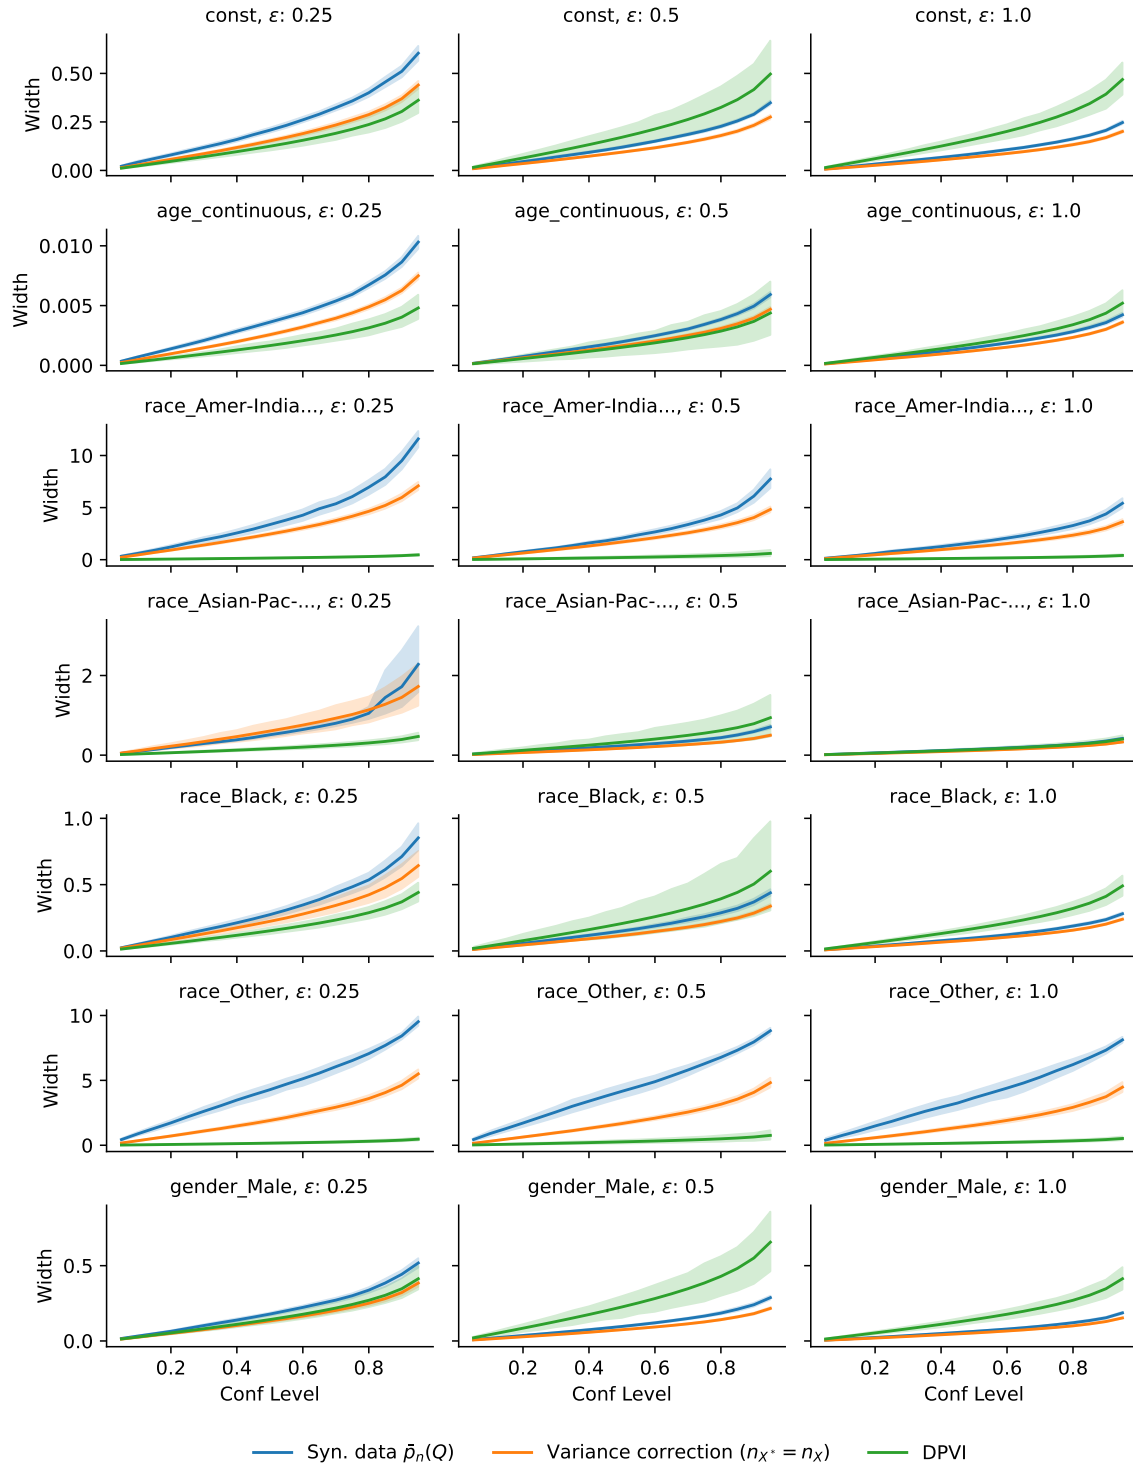 const, ε: 0.25
const, ε: 0.5
const, ε: 1.0
Width
0.50
0.25
0.00
age_continuous, ε: 0.25
age_continuous, ε: 0.5
age_continuous, ε: 1.0
Width
0.010
0.005
0.000
race_Amer-India..., ε: 0.25
race_Amer-India..., ε: 0.5
race_Amer-India..., ε: 1.0
Width
10
5
0
race_Asian-Pac-..., ε: 0.25
race_Asian-Pac-..., ε: 0.5
race_Asian-Pac-..., ε: 1.0
Width
2
0
race_Black, ε: 0.25
race_Black, ε: 0.5
race_Black, ε: 1.0
Width
1.0
0.5
0.0
race_Other, ε: 0.25
race_Other, ε: 0.5
race_Other, ε: 1.0
Width
10
5
0
gender_Male, ε: 0.25
gender_Male, ε: 0.5
gender_Male, ε: 1.0
Width
0.5
0.0
0.2 0.4 0.6 0.8
0.2 0.4 0.6 0.8
0.2 0.4 0.6 0.8
Conf Level
Conf Level
Conf Level
Syn. data p̄ₙ(Q)
Variance correction (n_{X*} = n_X)
DPVI